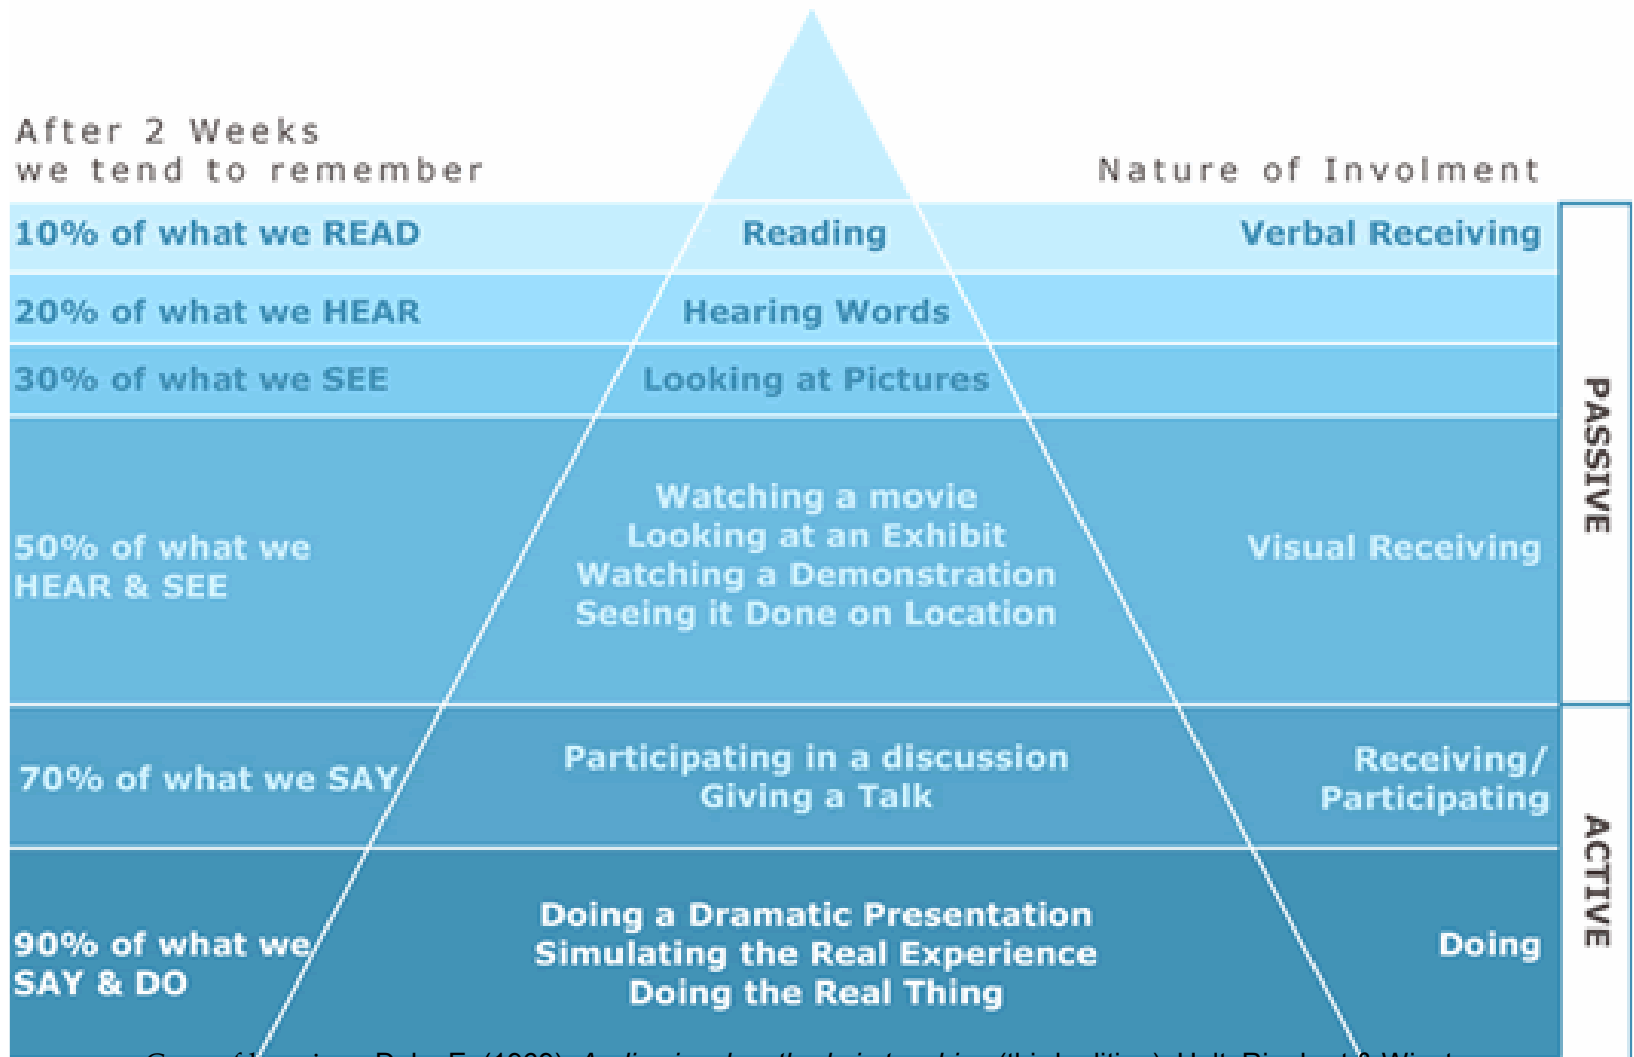 After 2 Weeks
we tend to remember
Nature of Involment
10% of what we READ
Reading
Verbal Receiving
20% of what we HEAR
Hearing Words
30% of what we SEE
Looking at Pictures
50% of what we
HEAR & SEE
Watching a movie
Looking at an Exhibit
Watching a Demonstration
Seeing it Done on Location
Visual Receiving
PASSIVE
70% of what we SAY
Participating in a discussion
Giving a Talk
Receiving/
Participating
90% of what we
SAY & DO
Doing a Dramatic Presentation
Simulating the Real Experience
Doing the Real Thing
Doing
ACTIVE